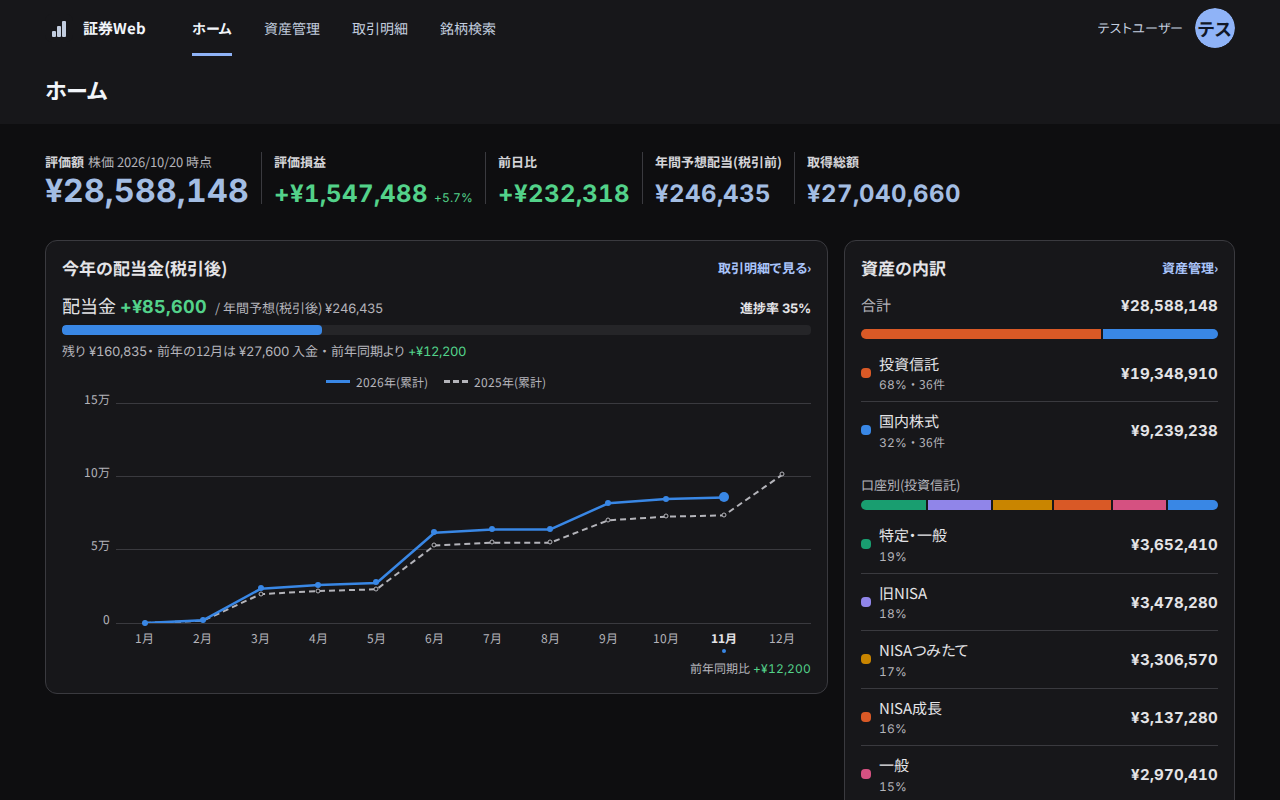 証券Web ホーム 資産管理 取引明細 銘柄検索 テストユーザー テス
ホーム
評価額 株価 2026/10/20 時点
¥28,588,148
評価損益
+¥1,547,488 +5.7%
前日比
+¥232,318
年間予想配当(税引前)
¥246,435
取得総額
¥27,040,660
今年の配当金(税引後) 取引明細で見る›
配当金 +¥85,600 / 年間予想(税引後) ¥246,435 進捗率 35%
残り ¥160,835・前年の12月は ¥27,600 入金・前年同期より +¥12,200
2026年(累計) 2025年(累計)
15万
10万
5万
0
1月 2月 3月 4月 5月 6月 7月 8月 9月 10月 11月 12月
前年同期比 +¥12,200
資産の内訳 資産管理›
合計 ¥28,588,148
投資信託 ¥19,348,910
68%・36件
国内株式 ¥9,239,238
32%・36件
口座別(投資信託)
特定・一般 ¥3,652,410
19%
旧NISA ¥3,478,280
18%
NISAつみたて ¥3,306,570
17%
NISA成長 ¥3,137,280
16%
一般 ¥2,970,410
15%